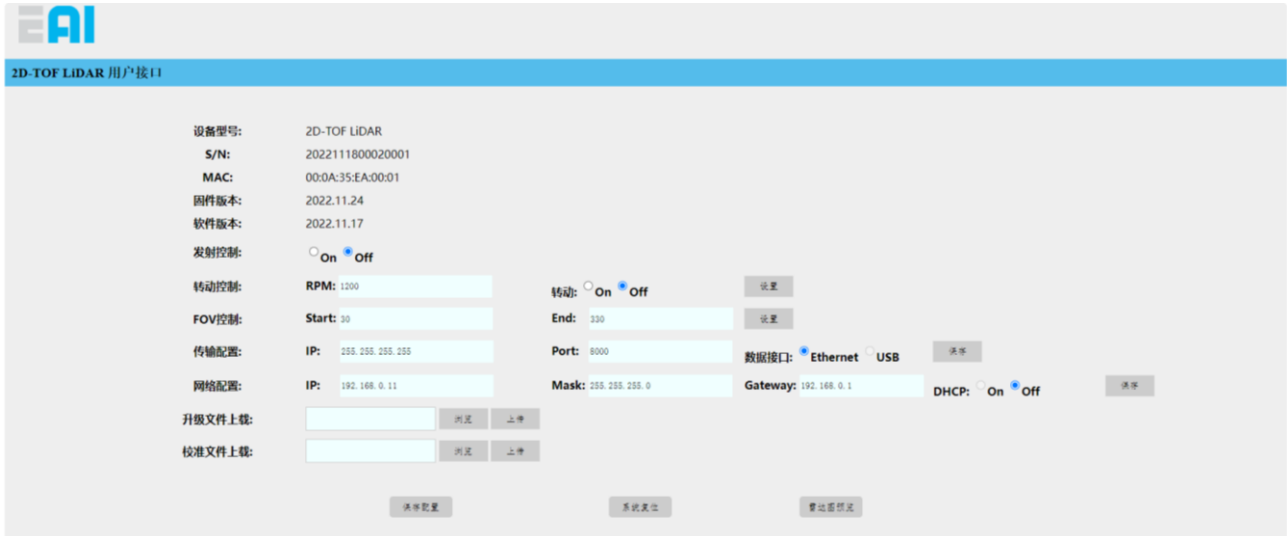 EAI
2D-TOF LiDAR 用户接口
设备型号: 2D-TOF LiDAR
S/N: 2022111800020001
MAC: 00:0A:35:EA:00:01
固件版本: 2022.11.24
软件版本: 2022.11.17
发射控制: On Off
转动控制: RPM: 1200 转动: On Off 设置
FOV控制: Start: 30 End: 330 设置
传输配置: IP: 255.255.255.255 Port: 8000 数据接口: Ethernet USB 保存
网络配置: IP: 192.168.0.11 Mask: 255.255.255.0 Gateway: 192.168.0.1 DHCP: On Off 保存
升级文件上载: 浏览 上传
校准文件上载: 浏览 上传
保存配置 系统复位 雷达图预览